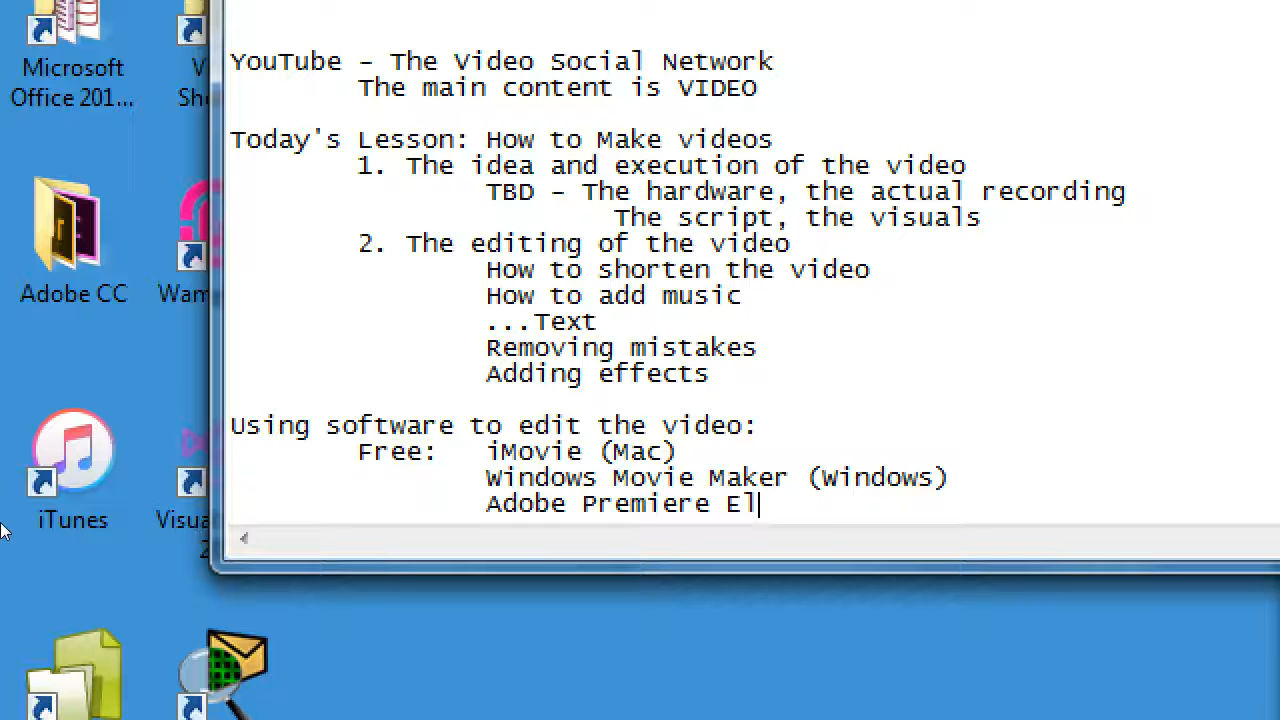 Microsoft
Office 201...
V
Sh
YouTube – The Video Social Network
The main content is VIDEO
Today's Lesson: How to Make videos
1. The idea and execution of the video
TBD – The hardware, the actual recording
The script, the visuals
2. The editing of the video
How to shorten the video
How to add music
...Text
Removing mistakes
Adding effects
Adobe CC
Wam
Using software to edit the video:
Free: iMovie (Mac)
Windows Movie Maker (Windows)
Adobe Premiere El
iTunes
Visua
2